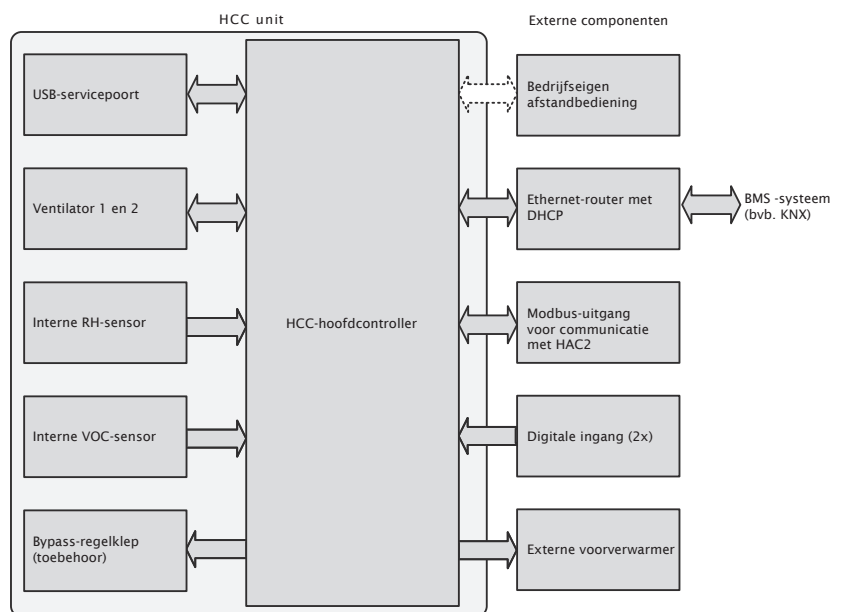 HCC unit
Externe componenten
USB-servicepoort
Bedrijfseigen
afstandbediening
Ventilator 1 en 2
Ethernet-router met
DHCP
BMS -systeem
(bvb. KNX)
Interne RH-sensor
HCC-hoofdcontroller
Modbus-uitgang
voor communicatie
met HAC2
Interne VOC-sensor
Digitale ingang (2x)
Bypass-regelklep
(toebehoor)
Externe voorverwarmer